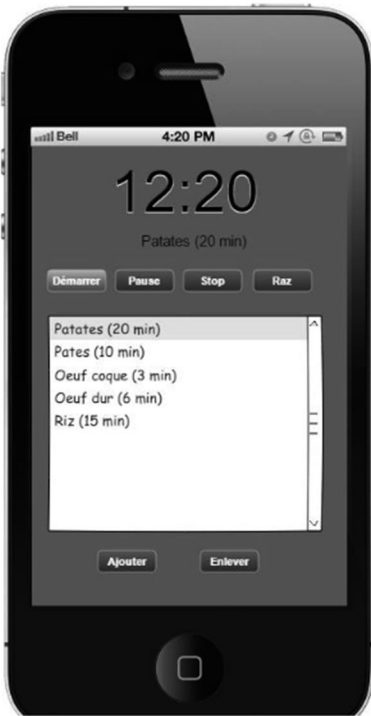 Bell 4:20 PM
12:20
Patates (20 min)
Démarrer Pause Stop Raz
Patates (20 min)
Pates (10 min)
Oeuf coque (3 min)
Oeuf dur (6 min)
Riz (15 min)
Ajouter Enlever